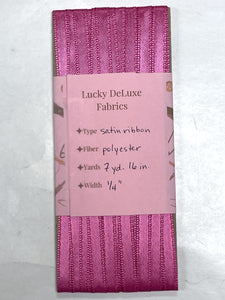 Lucky DeLuxe
Fabrics
Type satin ribbon
Fiber polyester
Yards 7 yd. 16 in.
Width 1/4"